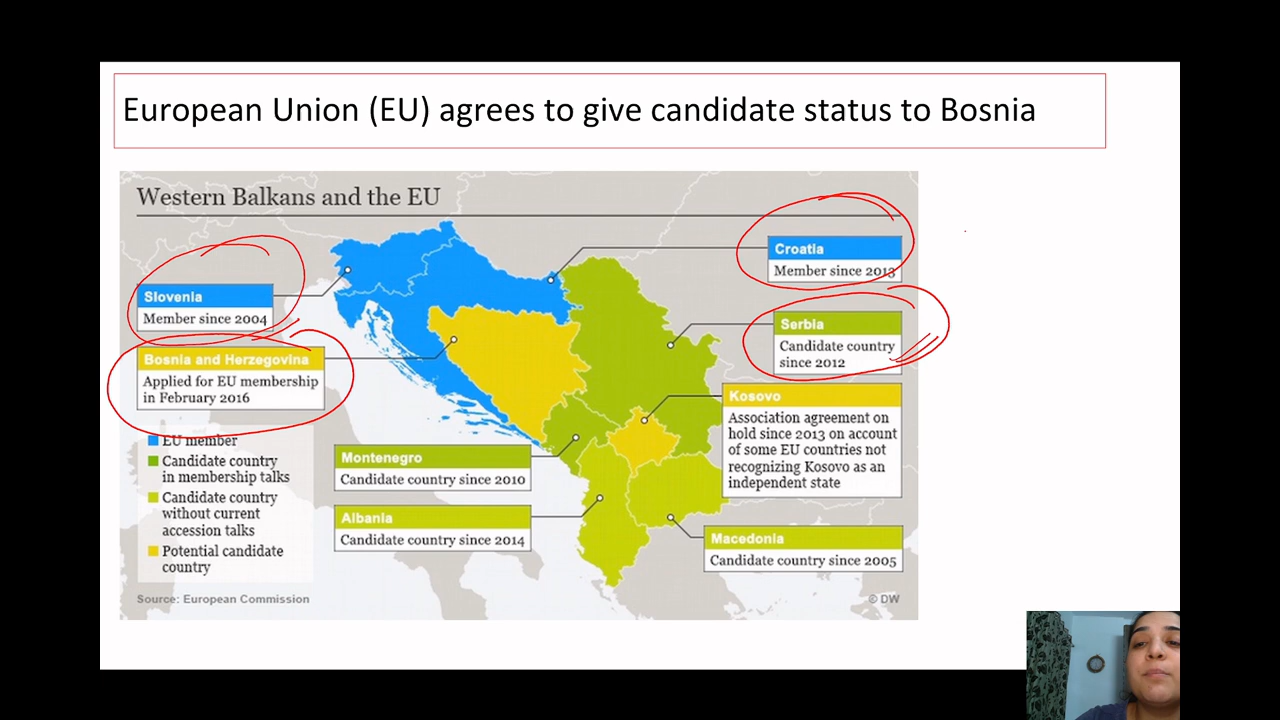 European Union (EU) agrees to give candidate status to Bosnia
Western Balkans and the EU
Croatia
Member since 2013
Slovenia
Member since 2004
Serbia
Candidate country
since 2012
Bosnia and Herzegovina
Applied for EU membership
in February 2016
Kosovo
Association agreement on
hold since 2013 on account
of some EU countries not
recognizing Kosovo as an
independent state
EU member
Candidate country
in membership talks
Candidate country
without current
accession talks
Potential candidate
country
Montenegro
Candidate country since 2010
Albania
Candidate country since 2014
Macedonia
Candidate country since 2005
Source: European Commission
© DW